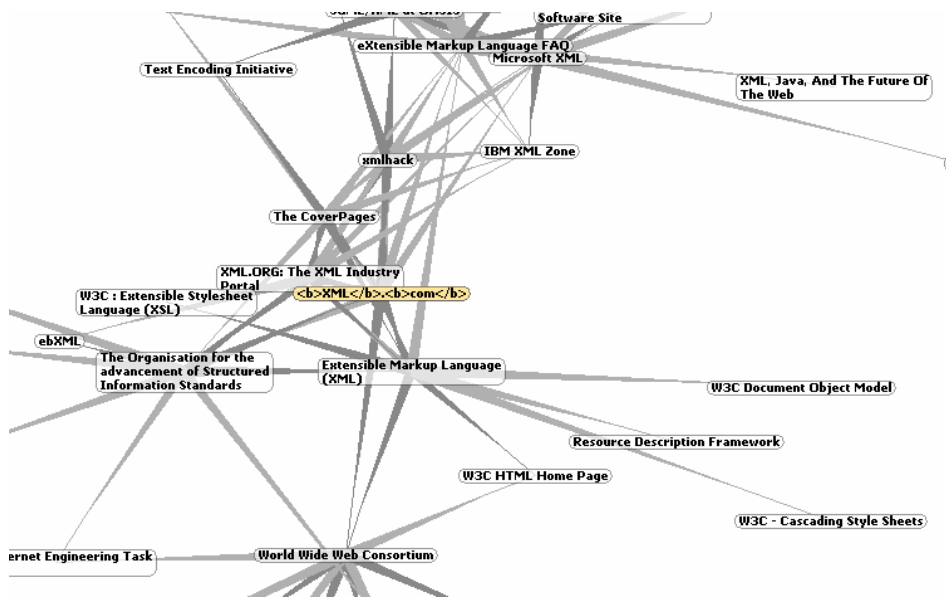 Software Site
eXtensible Markup Language FAQ
Microsoft XML
Text Encoding Initiative
XML, Java, And The Future Of
The Web
IBM XML Zone
xmlhack
The CoverPages
XML.ORG: The XML Industry
Portal
<b>XML</b>.<b>com</b>
W3C : Extensible Stylesheet
Language (XSL)
ebXML
The Organisation for the
advancement of Structured
Information Standards
Extensible Markup Language
(XML)
W3C Document Object Model
Resource Description Framework
W3C HTML Home Page
W3C - Cascading Style Sheets
ernet Engineering Task
World Wide Web Consortium